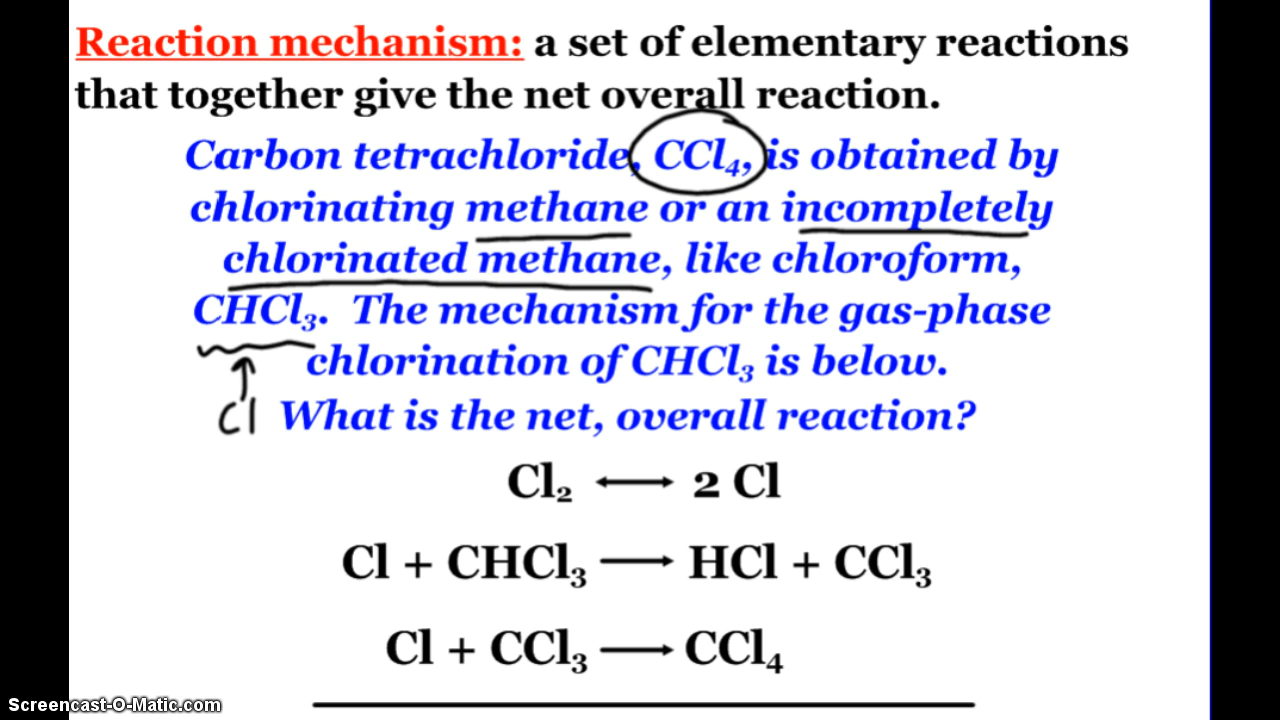 Reaction mechanism: a set of elementary reactions
that together give the net overall reaction.
Carbon tetrachloride, CCl₄, is obtained by
chlorinating methane or an incompletely
chlorinated methane, like chloroform,
CHCl₃. The mechanism for the gas-phase
chlorination of CHCl₃ is below.
Cl What is the net, overall reaction?
Cl₂ ⟷ 2 Cl
Cl + CHCl₃ ⟶ HCl + CCl₃
Cl + CCl₃ ⟶ CCl₄
Screencast-O-Matic.com